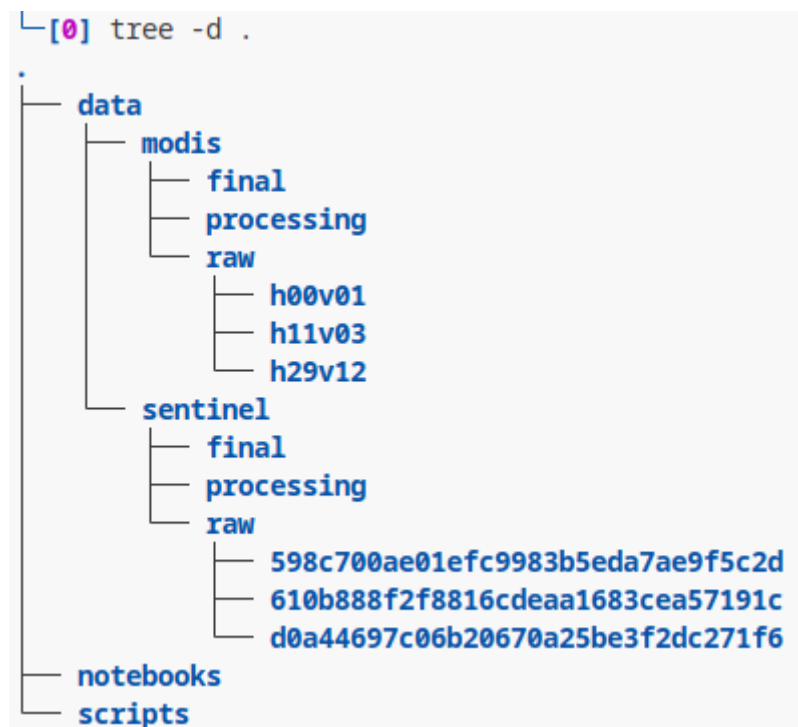 └─[0] tree -d .
.
├── data
│   ├── modis
│   │   ├── final
│   │   ├── processing
│   │   └── raw
│   │       ├── h00v01
│   │       ├── h11v03
│   │       └── h29v12
│   └── sentinel
│       ├── final
│       ├── processing
│       └── raw
│           ├── 598c700ae01efc9983b5eda7ae9f5c2d
│           ├── 610b888f2f8816cdeaa1683cea57191c
│           └── d0a44697c06b20670a25be3f2dc271f6
├── notebooks
└── scripts